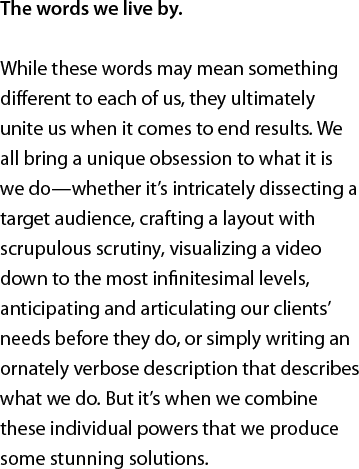 The words we live by.
While these words may mean something
different to each of us, they ultimately
unite us when it comes to end results. We
all bring a unique obsession to what it is
we do—whether it’s intricately dissecting a
target audience, crafting a layout with
scrupulous scrutiny, visualizing a video
down to the most infinitesimal levels,
anticipating and articulating our clients’
needs before they do, or simply writing an
ornately verbose description that describes
what we do. But it’s when we combine
these individual powers that we produce
some stunning solutions.